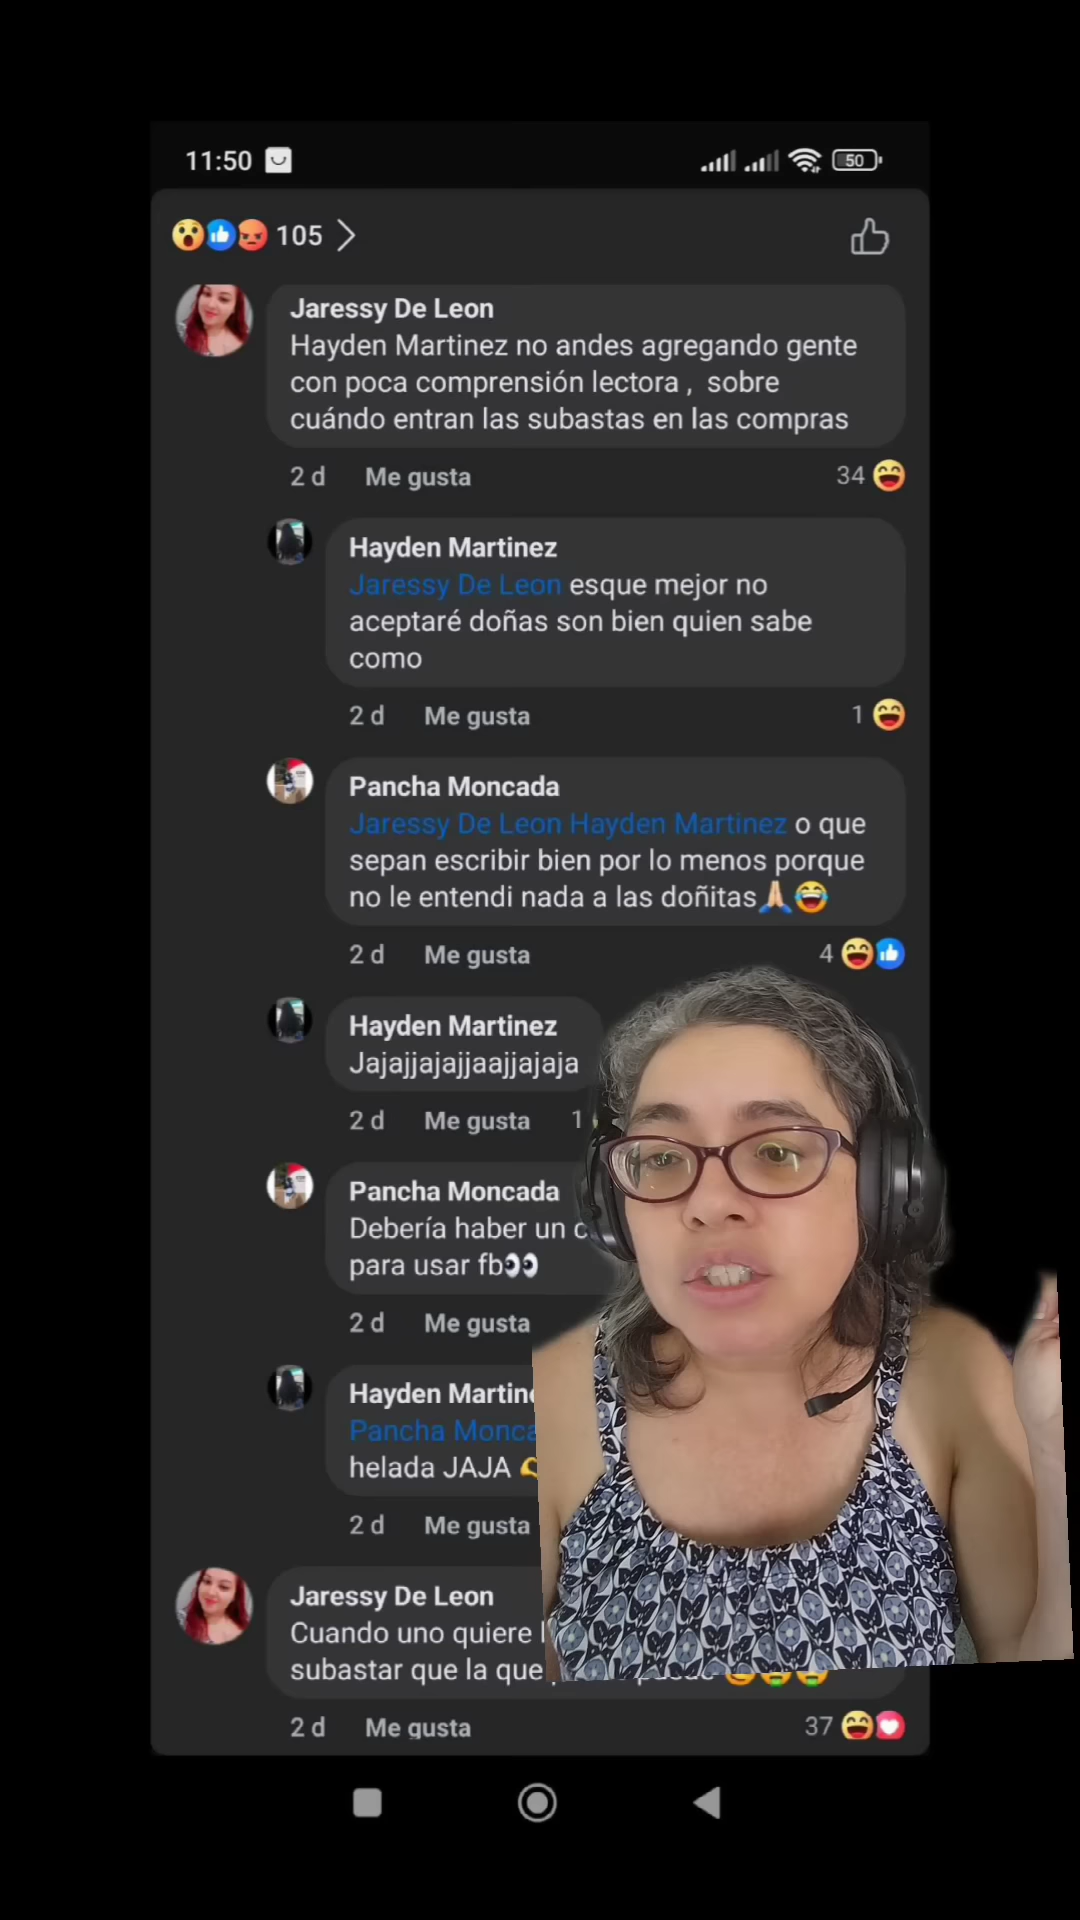 11:50
50
105
Jaressy De Leon
Hayden Martinez no andes agregando gente
con poca comprensión lectora , sobre
cuándo entran las subastas en las compras
2 d Me gusta 34
Hayden Martinez
Jaressy De Leon esque mejor no
aceptaré doñas son bien quien sabe
como
2 d Me gusta 1
Pancha Moncada
Jaressy De Leon Hayden Martinez o que
sepan escribir bien por lo menos porque
no le entendi nada a las doñitas🙏🏼😂
2 d Me gusta 4
Hayden Martinez
Jajajjajajjaajjajaja
2 d Me gusta 1
Pancha Moncada
Debería haber un
para usar fb👀
2 d Me gusta
Hayden
Pancha
helada JAJA
2 d Me gusta
Jaressy De Leon
Cuando uno quiere
subastar que la que
2 d Me gusta 37